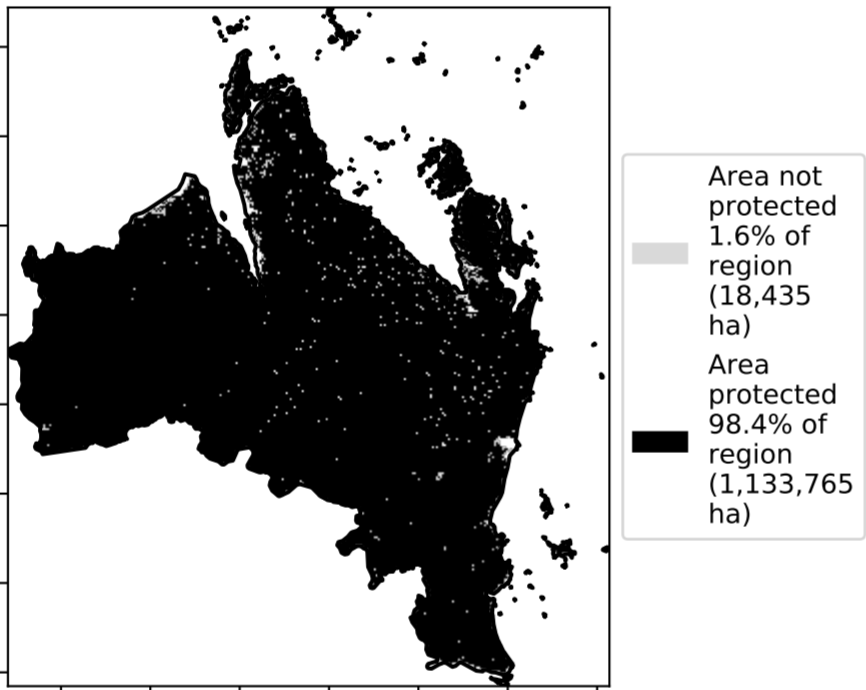 Area not
protected
1.6% of
region
(18,435
ha)
Area
protected
98.4% of
region
(1,133,765
ha)